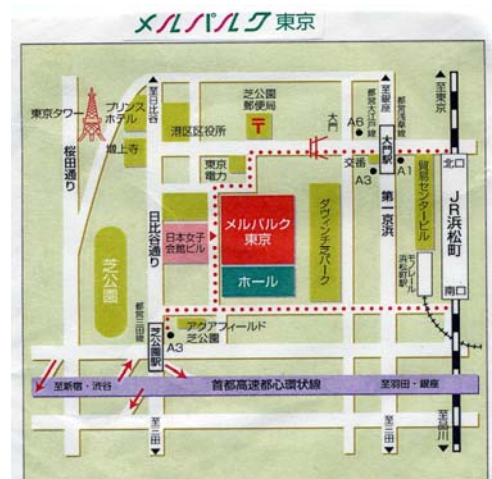 メルパルク東京
至東京
至銀座
至日比谷
都営大江戸線
都営浅草線
東京タワー
プリンス
ホテル
芝公園
郵便局
〒
港区区役所
大門
A6
大門駅
北口
増上寺
東京
電力
交番
A3
A1
桜田通り
日比谷通り
第一京浜
貿易センタービル
JR浜松町
メルパルク
東京
ダヴィンチ芝パーク
日本女子
会館ビル
ホール
芝公園
モノレール
浜松町駅
南口
都営三田線
アクアフィールド
芝公園
A3
芝公園駅
至新宿・渋谷
首都高速都心環状線
至羽田・銀座
至三田
至三田
至品川